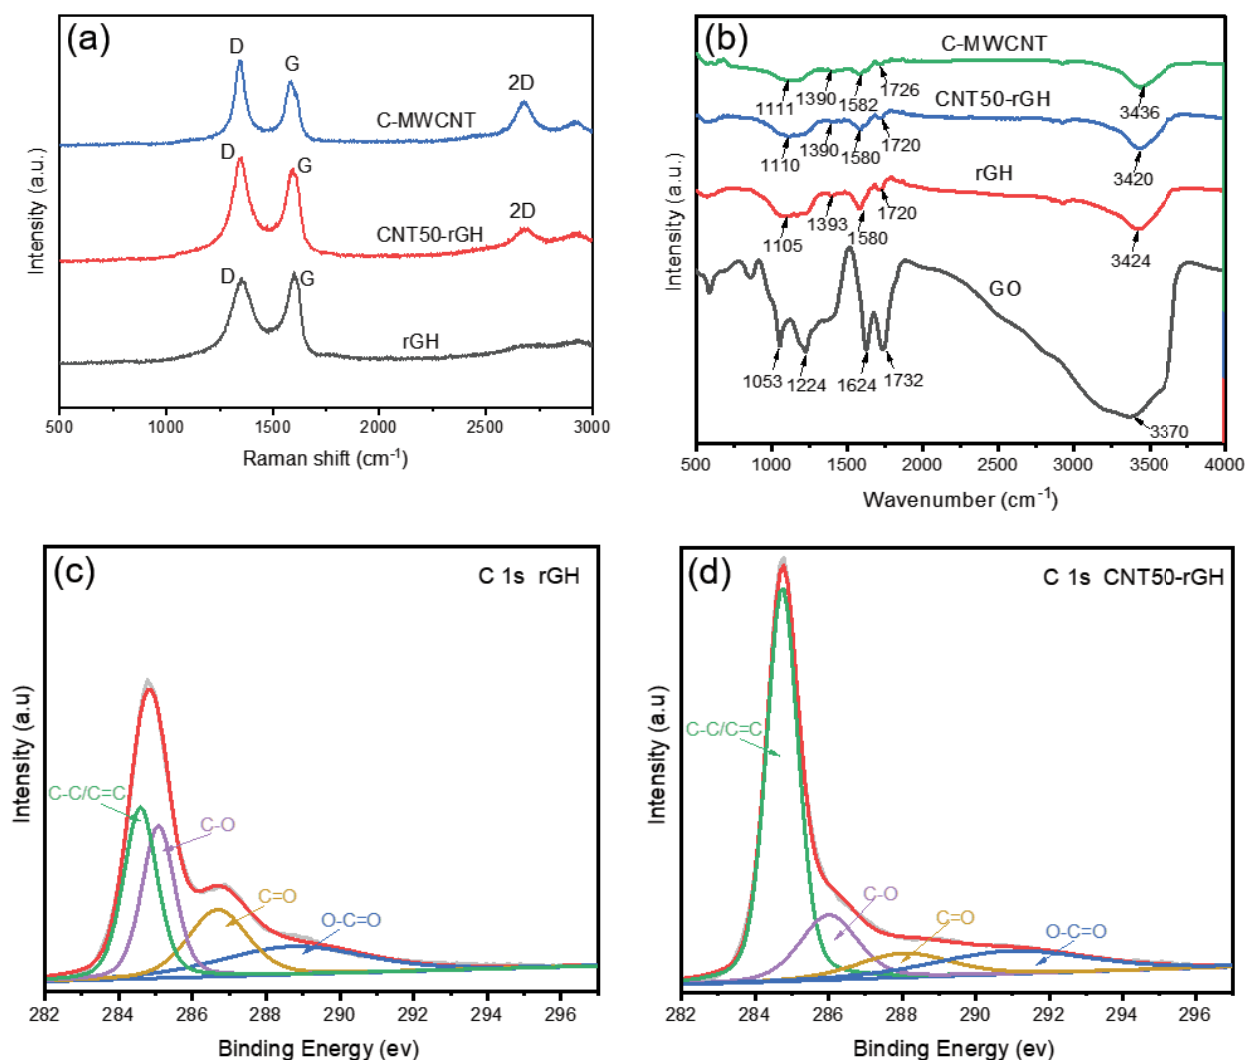 (a)
D
G
2D
C-MWCNT
D
G
2D
CNT50-rGH
D
G
rGH
Intensity (a.u.)
500 1000 1500 2000 2500 3000
Raman shift (cm-1)
(b)
C-MWCNT
1111 1390 1582 1726 3436
CNT50-rGH
1110 1390 1580 1720 3420
rGH
1105 1393 1580 1720 3424
GO
1053 1224 1624 1732 3370
Intensity (a.u.)
500 1000 1500 2000 2500 3000 3500 4000
Wavenumber (cm-1)
(c)
C 1s rGH
C-C/C=C
C-O
C=O
O-C=O
Intensity (a.u)
282 284 286 288 290 292 294 296
Binding Energy (ev)
(d)
C 1s CNT50-rGH
C-C/C=C
C-O
C=O
O-C=O
Intensity (a.u)
282 284 286 288 290 292 294 296
Binding Energy (ev)